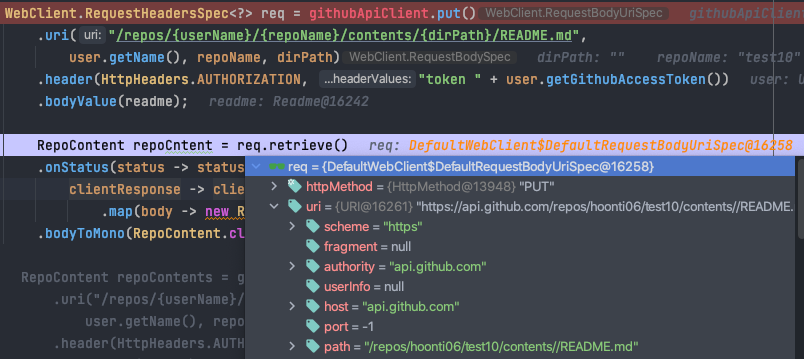 WebClient.RequestHeadersSpec<?> req = githubApiClient.put() WebClient.RequestBodyUriSpec githubApiClient
.uri( uri: "/repos/{userName}/{repoName}/contents/{dirPath}/README.md",
user.getName(), repoName, dirPath) WebClient.RequestBodySpec dirPath: "" repoName: "test10"
.header(HttpHeaders.AUTHORIZATION, ...headerValues: "token " + user.getGithubAccessToken()) user:
.bodyValue(readme); readme: Readme@16242
RepoContent repoCntent = req.retrieve() req: DefaultWebClient$DefaultRequestBodyUriSpec@16258
.onStatus(status -> status
req = {DefaultWebClient$DefaultRequestBodyUriSpec@16258}
clientResponse -> clie
httpMethod = {HttpMethod@13948} "PUT"
.map(body -> new R
uri = {URI@16261} "https://api.github.com/repos/hoonti06/test10/contents//README.
.bodyToMono(RepoContent.cl
scheme = "https"
fragment = null
RepoContent repoContents = g
authority = "api.github.com"
.uri("/repos/{userName}/
userInfo = null
user.getName(), repo
host = "api.github.com"
.header(HttpHeaders.AUTH
port = -1
path = "/repos/hoonti06/test10/contents//README.md"